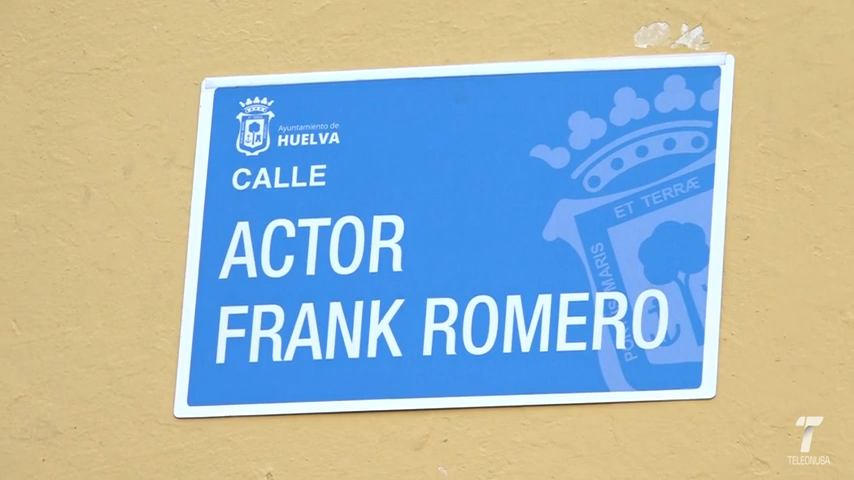 Ayuntamiento de
HUELVA
CALLE
ACTOR
FRANK ROMERO
ET TERRÆ
MARIS
TELEONUBA